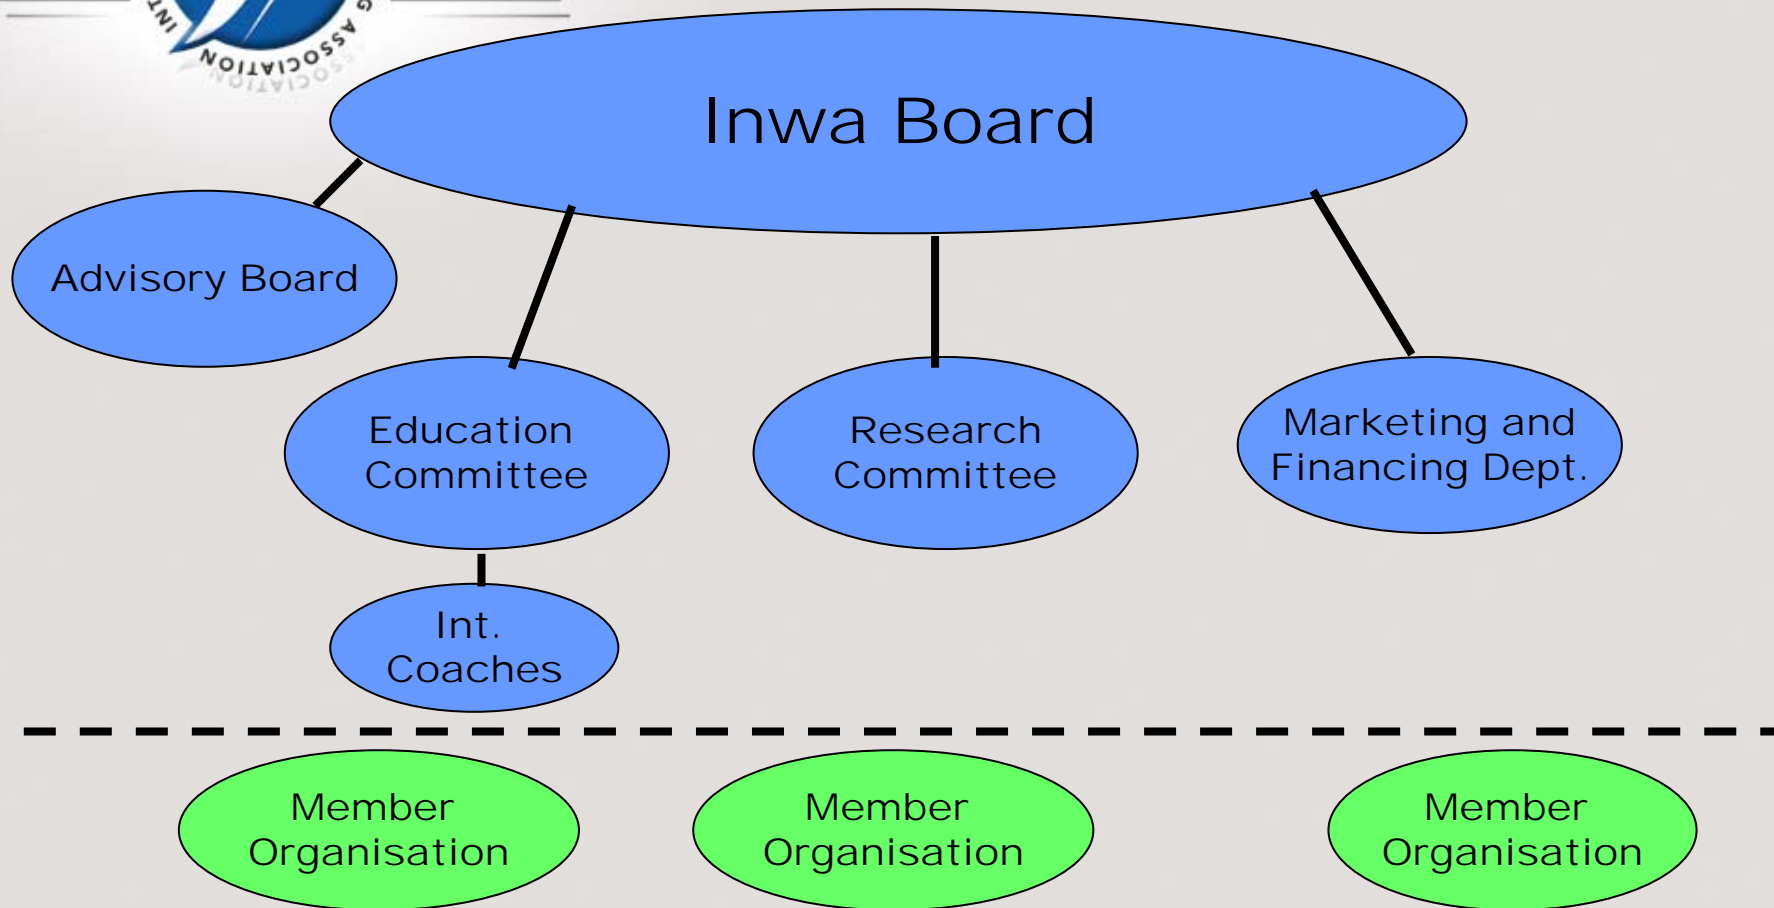 ASSOCIATION
Inwa Board
Advisory Board
Education
Committee
Research
Committee
Marketing and
Financing Dept.
Int.
Coaches
Member
Organisation
Member
Organisation
Member
Organisation